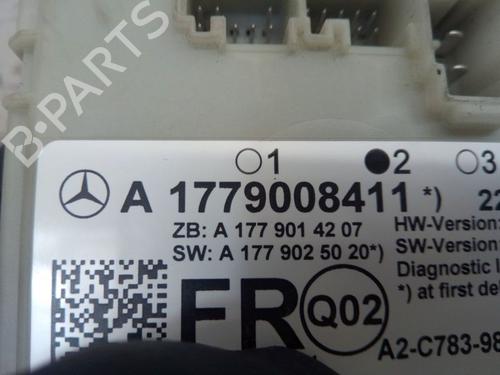 B-PARTS
1 2 3
A 1779008411 *) 22
ZB: A 177 901 42 07 HW-Version:
SW: A 177 902 50 20*) SW-Version:
Diagnostic I
FR Q02 *) at first del
A2-C783-98